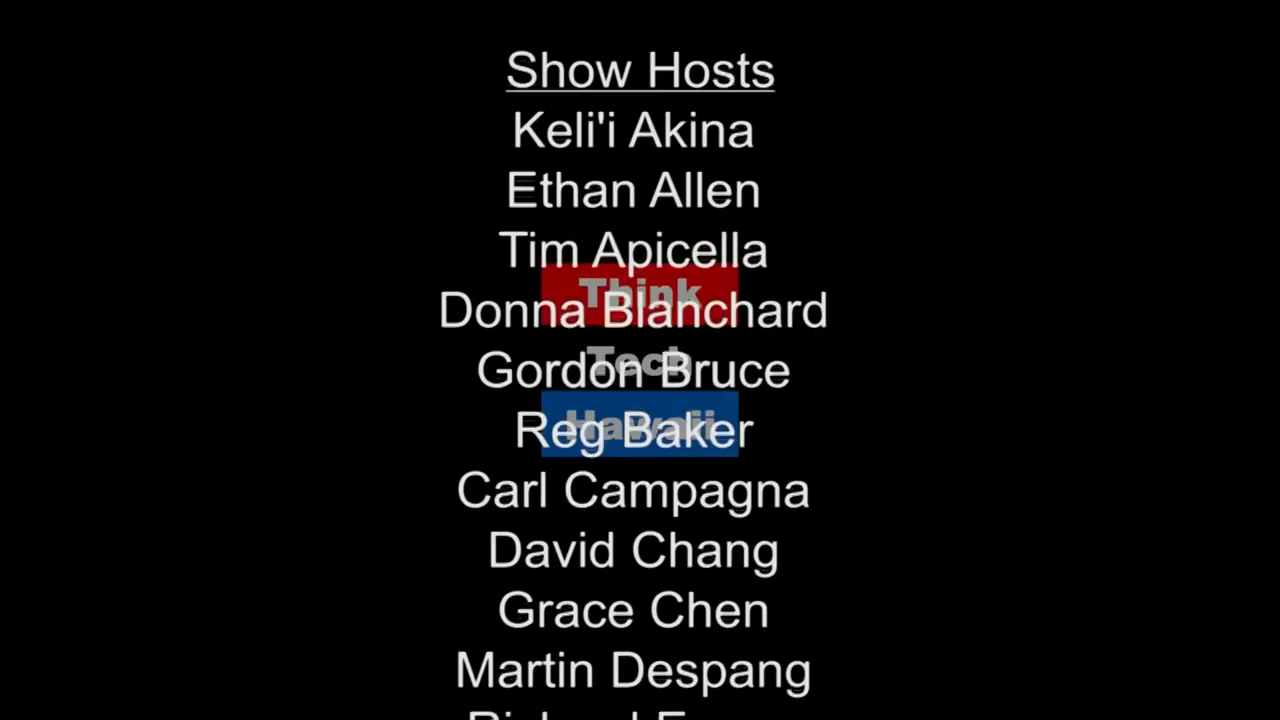 Show Hosts
Keli'i Akina
Ethan Allen
Tim Apicella
Think
Donna Blanchard
Tech
Gordon Bruce
Hawaii
Reg Baker
Carl Campagna
David Chang
Grace Chen
Martin Despang